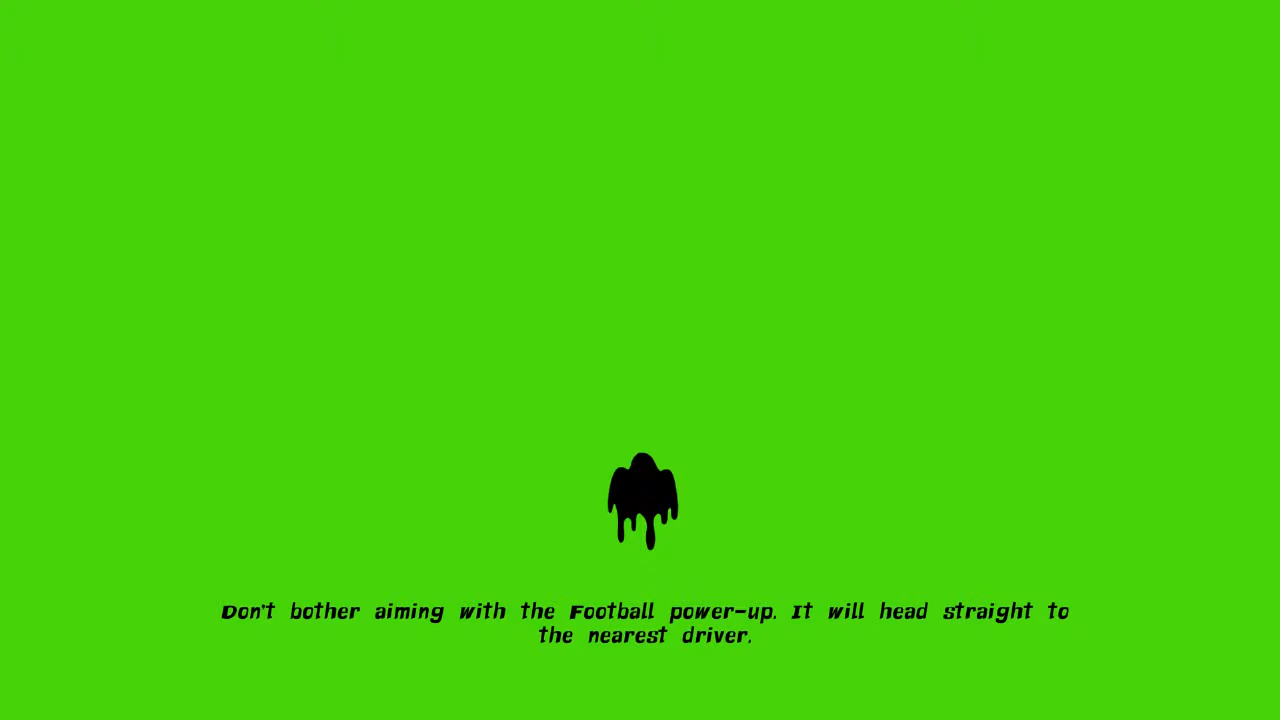 Don't bother aiming with the Football power-up. It will head straight to
the nearest driver.